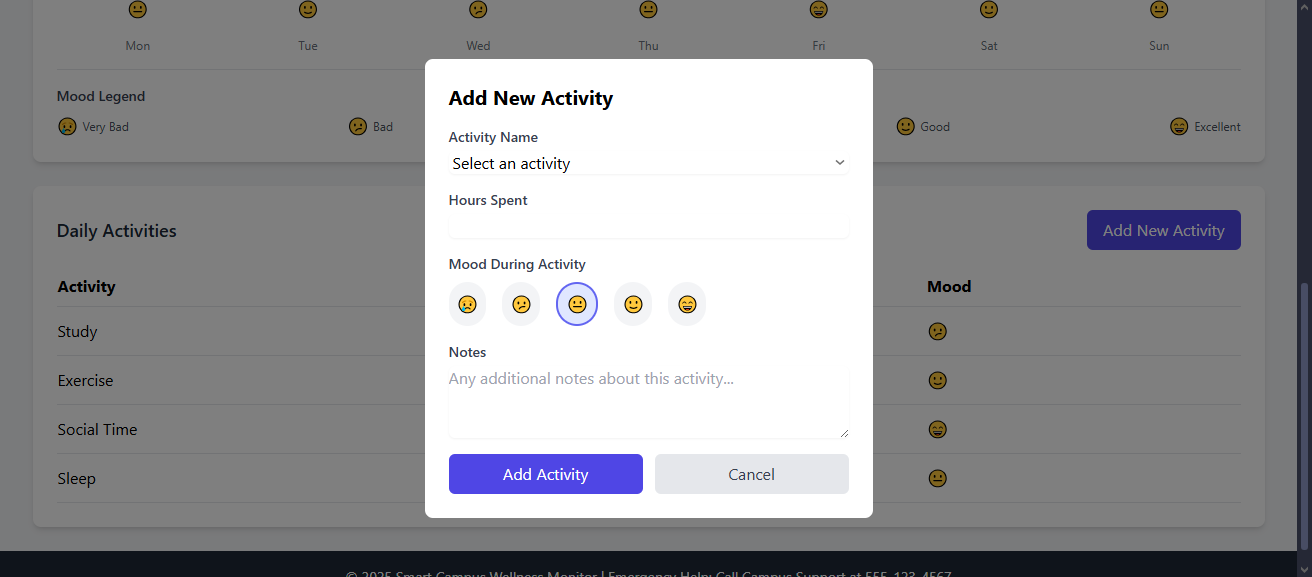 Mon Tue Wed Thu Fri Sat Sun
Mood Legend
Very Bad Bad Good Excellent
Add New Activity
Activity Name
Select an activity
Hours Spent
Mood During Activity
Notes
Any additional notes about this activity...
Add Activity Cancel
Daily Activities Add New Activity
Activity Mood
Study
Exercise
Social Time
Sleep
© 2025 Smart Campus Wellness Monitor | Emergency Help: Call Campus Support at 555-123-4567